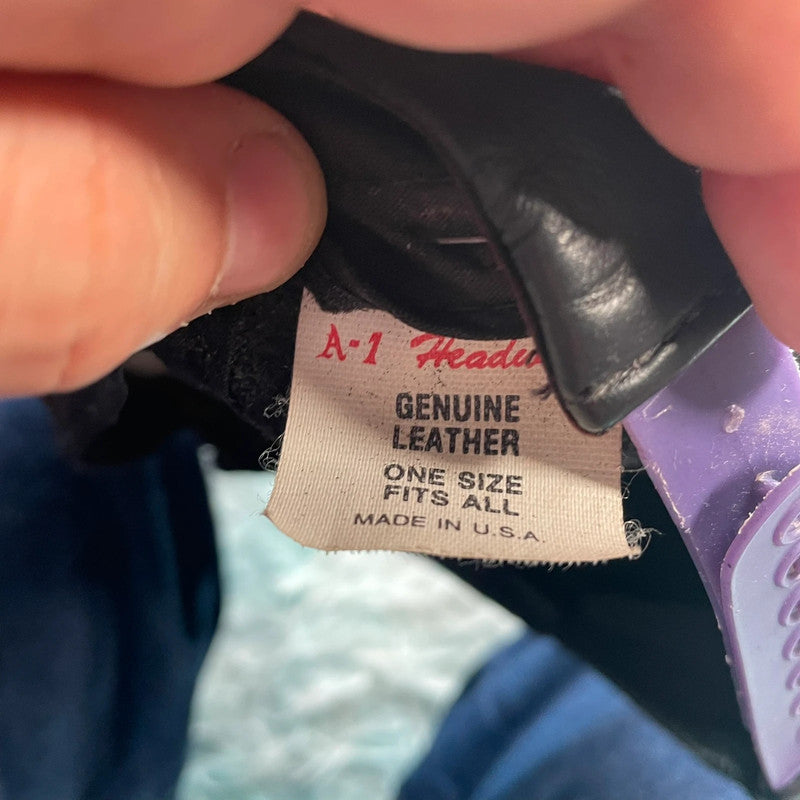 A-1
GENUINE
LEATHER
ONE SIZE
FITS ALL
MADE IN U.S.A.